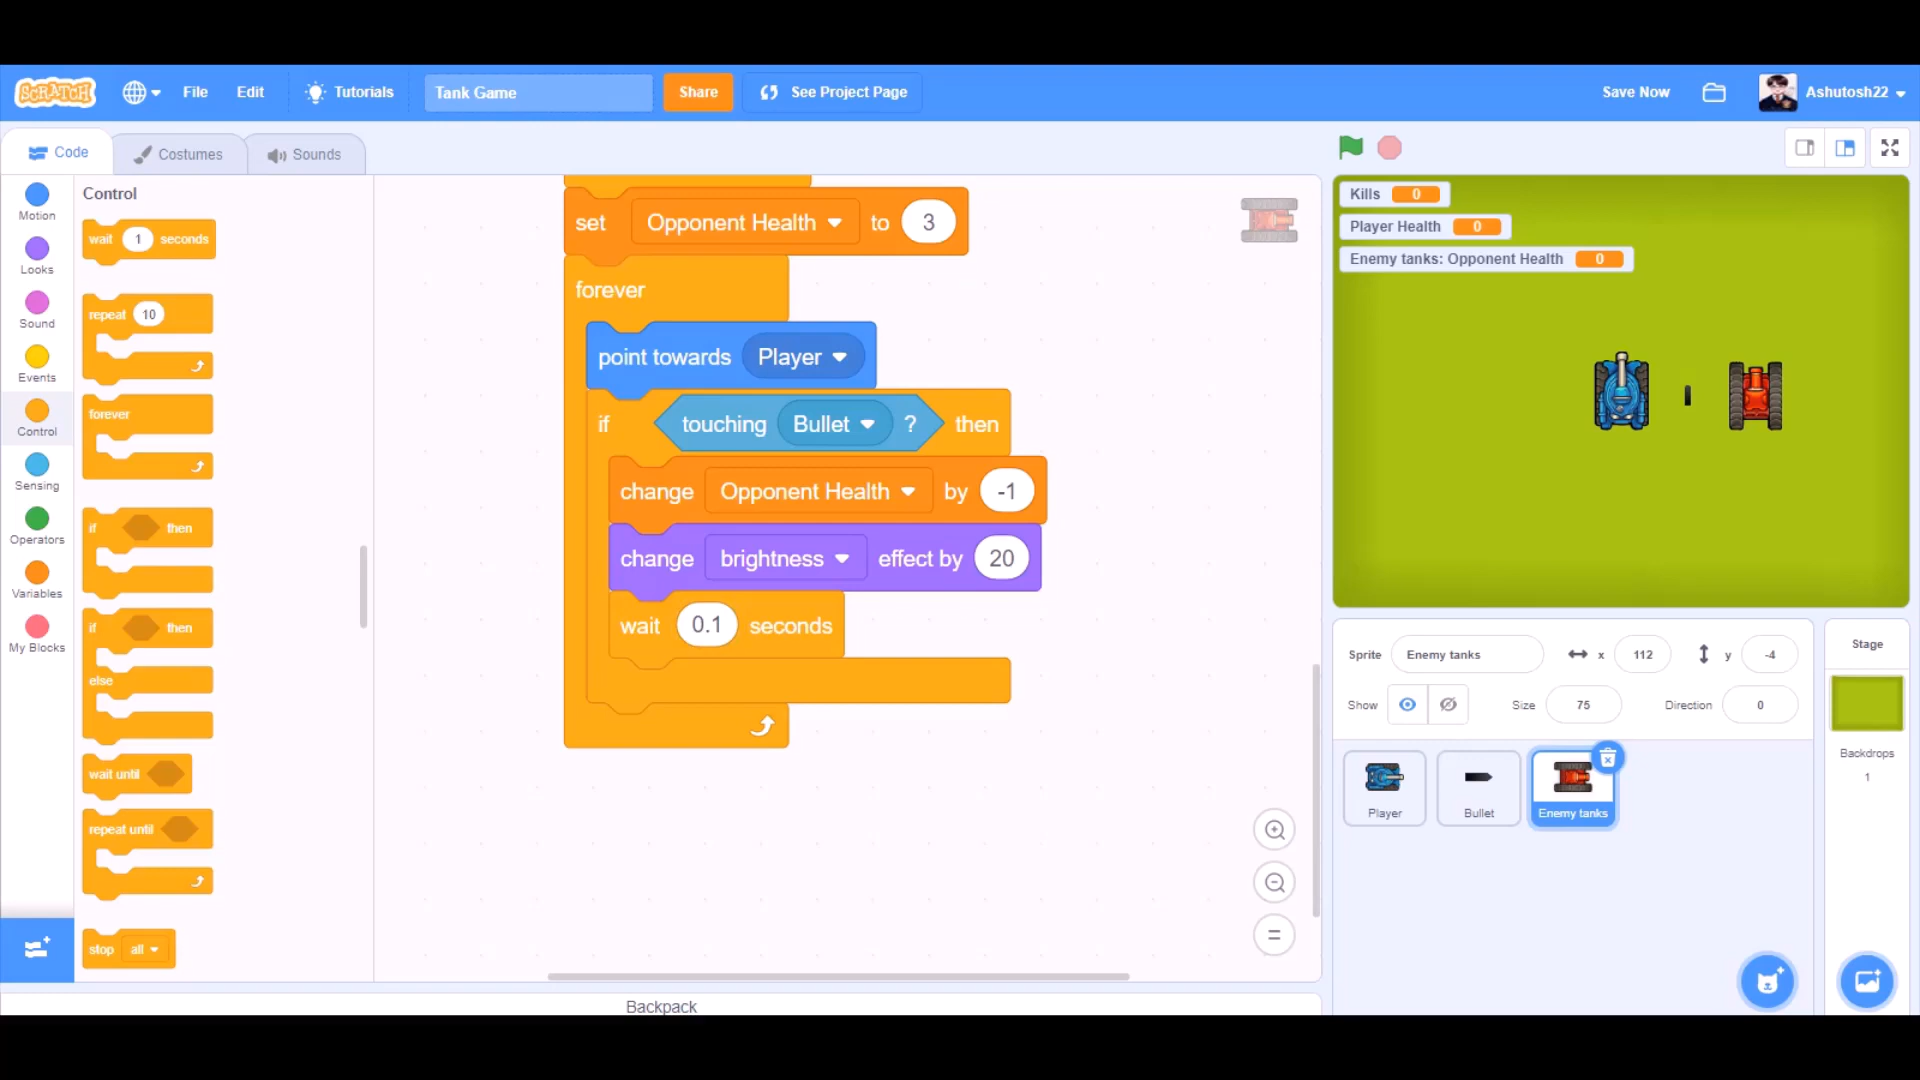 SCRATCH
File Edit Tutorials Tank Game Share See Project Page Save Now Ashutosh22
Code Costumes Sounds
Motion
Looks
Sound
Events
Control
Sensing
Operators
Variables
My Blocks
Control
wait 1 seconds
repeat 10
forever
if then
if then
else
wait until
repeat until
stop all
set Opponent Health to 3
forever
point towards Player
if touching Bullet ? then
change Opponent Health by -1
change brightness effect by 20
wait 0.1 seconds
Backpack
Kills 0
Player Health 0
Enemy tanks: Opponent Health 0
Sprite Enemy tanks x 112 y -4
Show Size 75 Direction 0
Player
Bullet
Enemy tanks
Stage
Backdrops
1